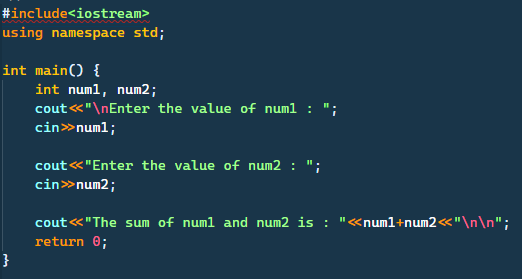 #include<iostream>
using namespace std;
int main() {
int num1, num2;
cout<<"\nEnter the value of num1 : ";
cin>>num1;
cout<<"Enter the value of num2 : ";
cin>>num2;
cout<<"The sum of num1 and num2 is : "<<num1+num2<<"\n\n";
return 0;
}